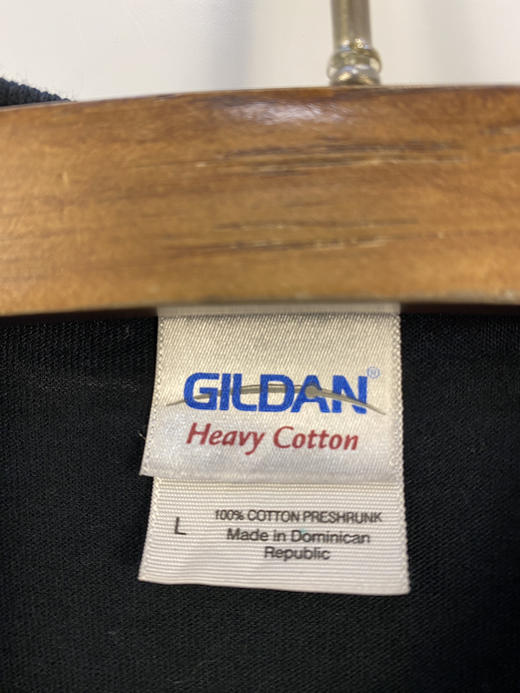 GILDAN®
Heavy Cotton
L
100% COTTON PRESHRUNK
Made in Dominican
Republic